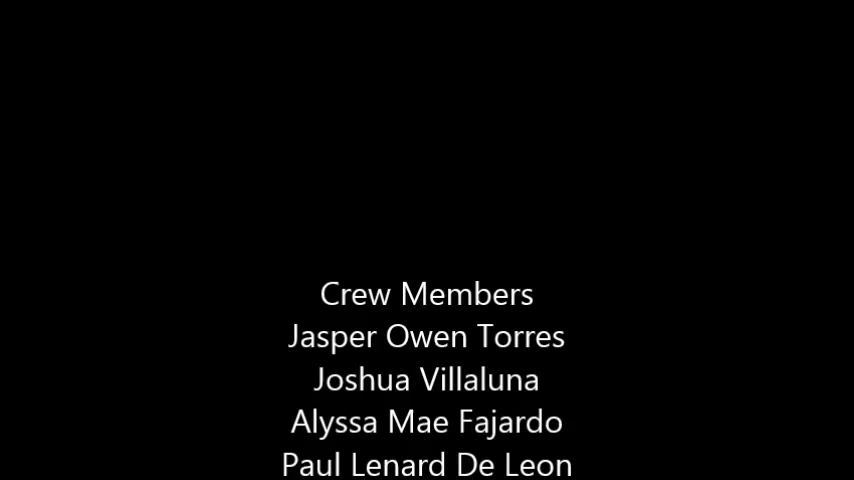 Crew Members
Jasper Owen Torres
Joshua Villaluna
Alyssa Mae Fajardo
Paul Lenard De Leon